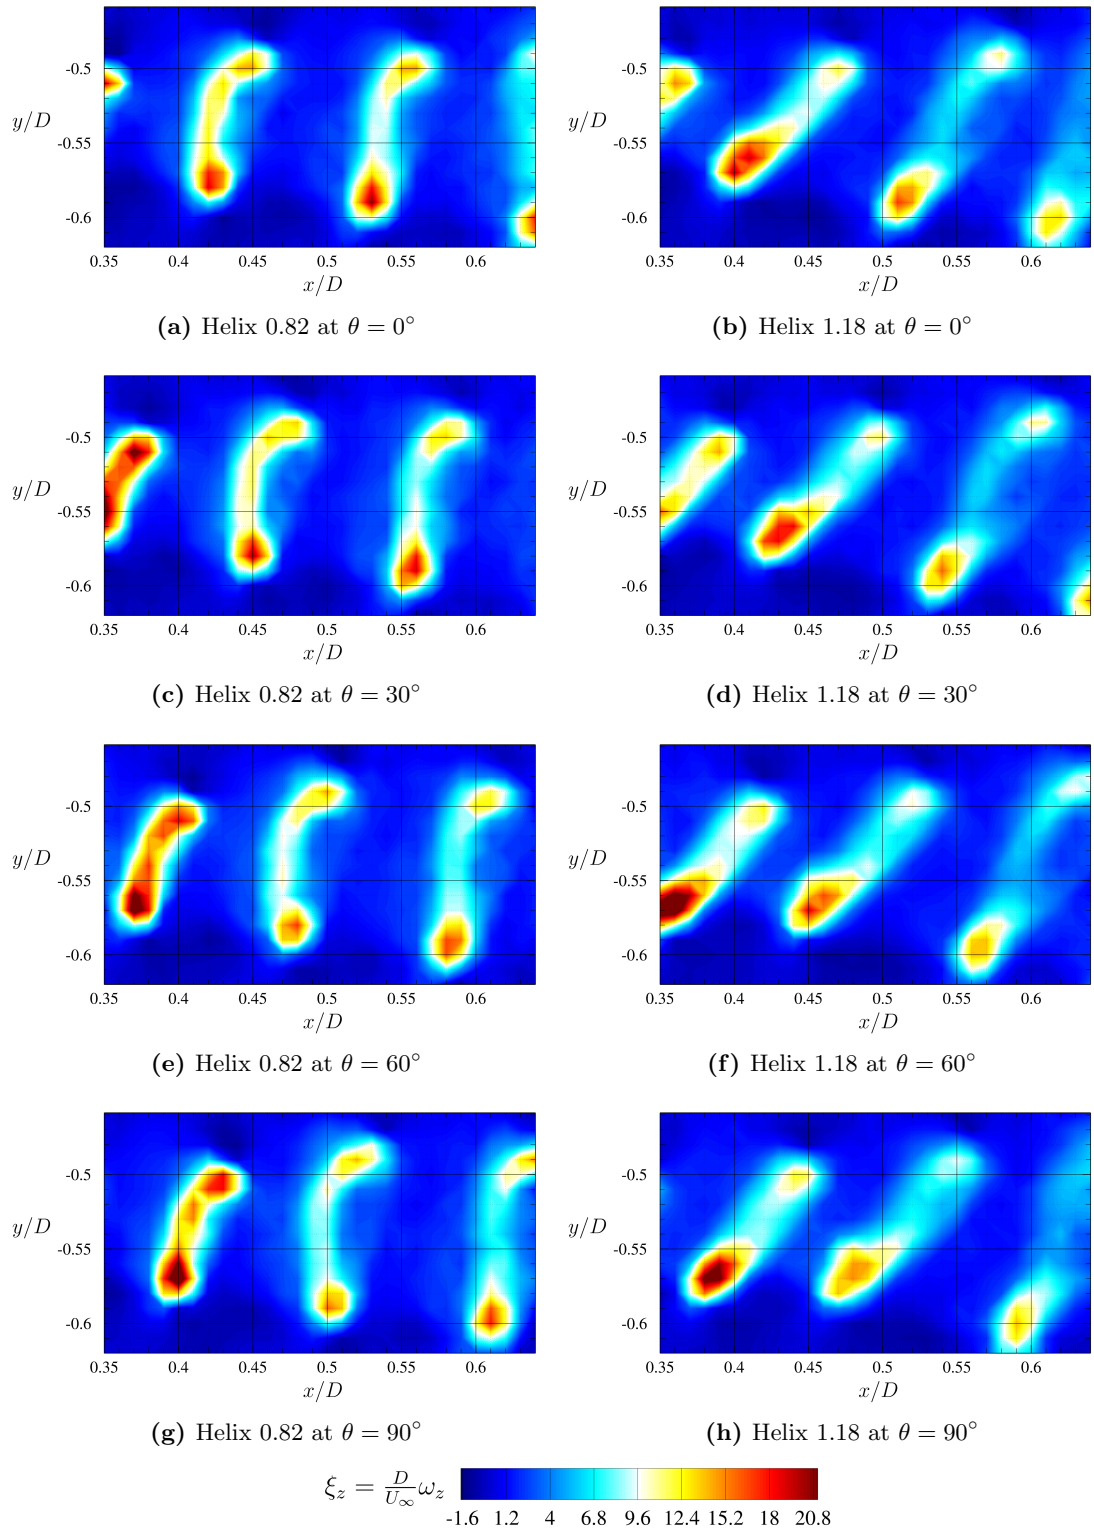 -0.5
-0.55
-0.6
y/D
0.35 0.4 0.45 0.5 0.55 0.6
x/D
(a) Helix 0.82 at θ = 0°
-0.5
-0.55
-0.6
y/D
0.35 0.4 0.45 0.5 0.55 0.6
x/D
(b) Helix 1.18 at θ = 0°
-0.5
-0.55
-0.6
y/D
0.35 0.4 0.45 0.5 0.55 0.6
x/D
(c) Helix 0.82 at θ = 30°
-0.5
-0.55
-0.6
y/D
0.35 0.4 0.45 0.5 0.55 0.6
x/D
(d) Helix 1.18 at θ = 30°
-0.5
-0.55
-0.6
y/D
0.35 0.4 0.45 0.5 0.55 0.6
x/D
(e) Helix 0.82 at θ = 60°
-0.5
-0.55
-0.6
y/D
0.35 0.4 0.45 0.5 0.55 0.6
x/D
(f) Helix 1.18 at θ = 60°
-0.5
-0.55
-0.6
y/D
0.35 0.4 0.45 0.5 0.55 0.6
x/D
(g) Helix 0.82 at θ = 90°
-0.5
-0.55
-0.6
y/D
0.35 0.4 0.45 0.5 0.55 0.6
x/D
(h) Helix 1.18 at θ = 90°
ξz = D/U∞ ωz
-1.6 1.2 4 6.8 9.6 12.4 15.2 18 20.8